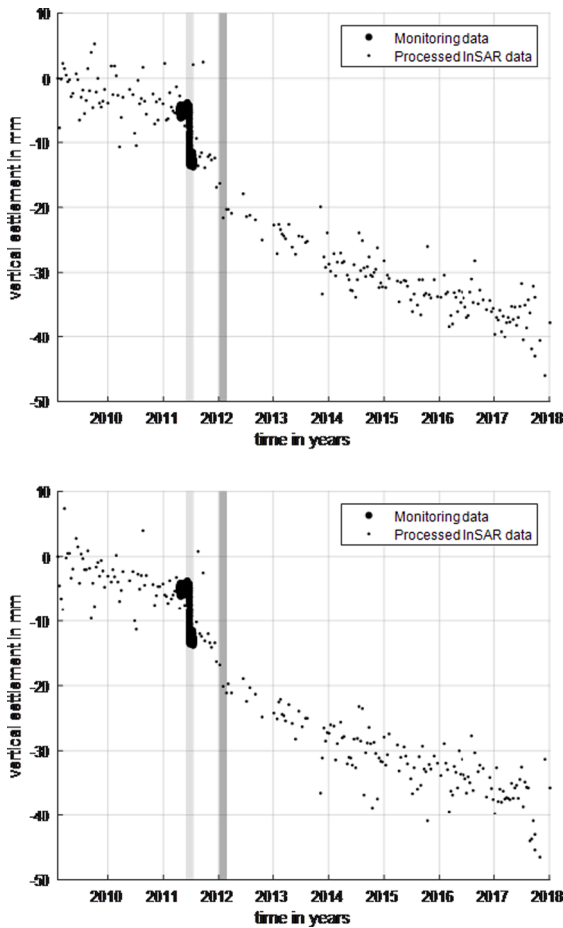 10
Monitoring data
Processed InSAR data
0
-10
-20
-30
-40
-50
vertical settlement in mm
2010 2011 2012 2013 2014 2015 2016 2017 2018
time in years
10
Monitoring data
Processed InSAR data
0
-10
-20
-30
-40
-50
vertical settlement in mm
2010 2011 2012 2013 2014 2015 2016 2017 2018
time in years